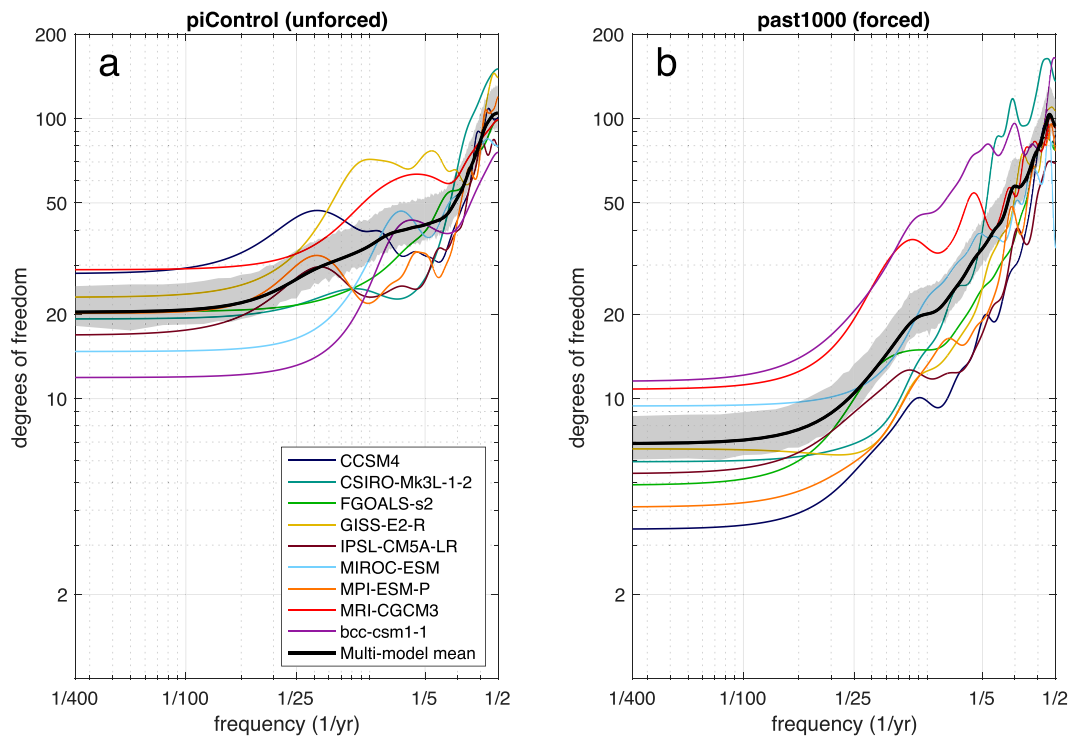 piControl (unforced)
a
degrees of freedom
200
100
50
20
10
2
CCSM4
CSIRO-Mk3L-1-2
FGOALS-s2
GISS-E2-R
IPSL-CM5A-LR
MIROC-ESM
MPI-ESM-P
MRI-CGCM3
bcc-csm1-1
Multi-model mean
1/400
1/100
1/25
1/5
1/2
frequency (1/yr)
past1000 (forced)
b
degrees of freedom
200
100
50
20
10
2
1/400
1/100
1/25
1/5
1/2
frequency (1/yr)